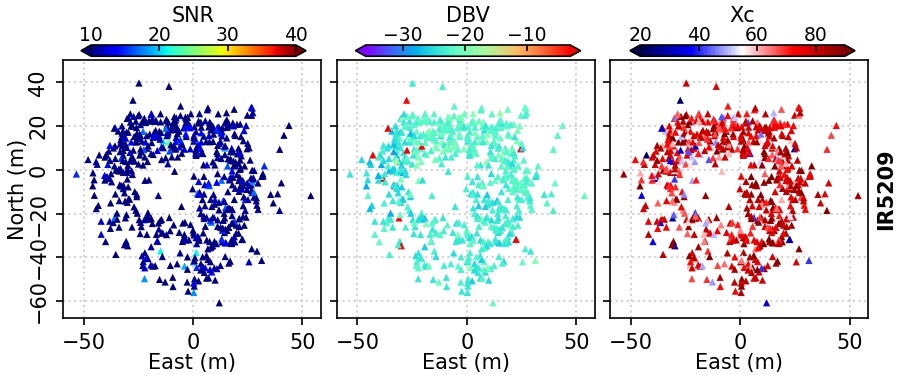 SNR DBV Xc
10 20 30 40 −30 −20 −10 20 40 60 80
40
20
0
−20
−40
−60
North (m)
−50 0 50 −50 0 50 −50 0 50
East (m) East (m) East (m)
IR5209